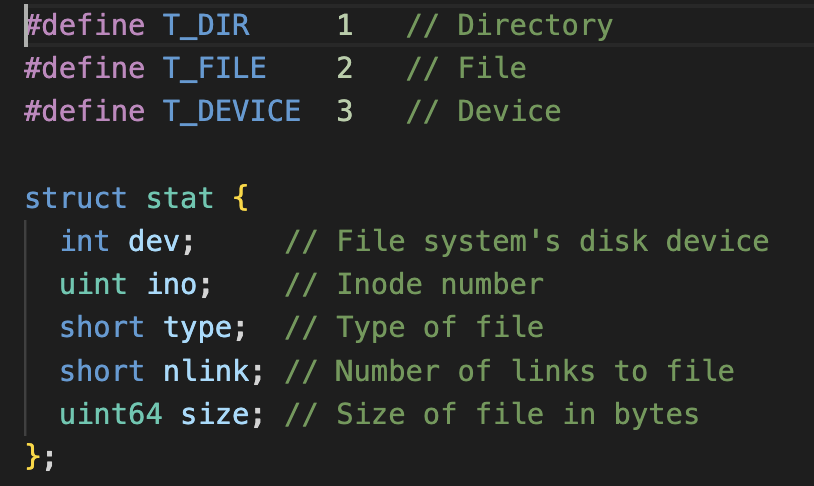 #define T_DIR     1   // Directory
#define T_FILE    2   // File
#define T_DEVICE  3   // Device

struct stat {
  int dev;     // File system's disk device
  uint ino;    // Inode number
  short type;  // Type of file
  short nlink; // Number of links to file
  uint64 size; // Size of file in bytes
};